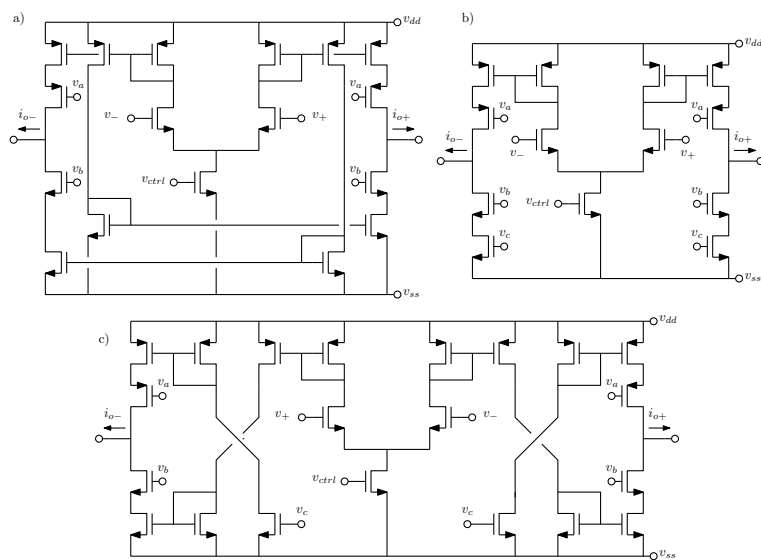 a)
v_dd
v_a
v_a
i_o-
v_-
v_+
i_o+
v_b
v_ctrl
v_b
v_ss
b)
v_dd
v_a
v_a
i_o-
v_-
v_+
i_o+
v_b
v_ctrl
v_b
v_c
v_c
v_ss
c)
v_dd
v_a
v_a
i_o-
v_+
v_-
i_o+
v_b
v_ctrl
v_b
v_c
v_c
v_ss